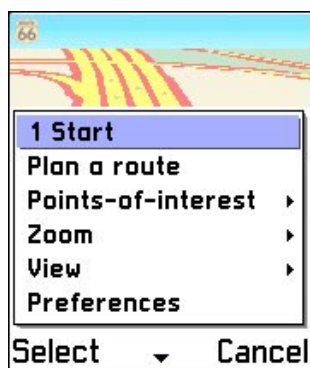 66
1 Start
Plan a route
Points-of-interest
Zoom
View
Preferences
Select Cancel